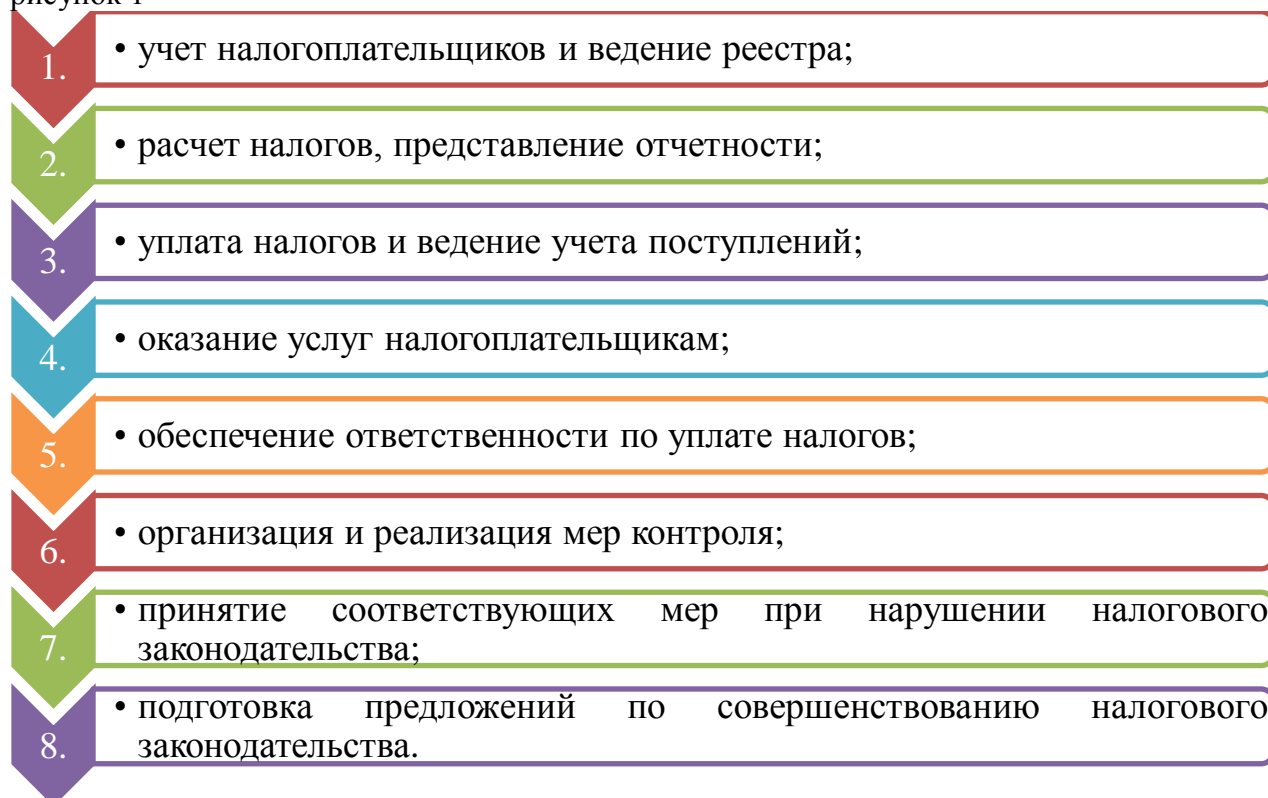 рисунок 1
1.
• учет налогоплательщиков и ведение реестра;
2.
• расчет налогов, представление отчетности;
3.
• уплата налогов и ведение учета поступлений;
4.
• оказание услуг налогоплательщикам;
5.
• обеспечение ответственности по уплате налогов;
6.
• организация и реализация мер контроля;
7.
• принятие соответствующих мер при нарушении налогового
законодательства;
8.
• подготовка предложений по совершенствованию налогового
законодательства.